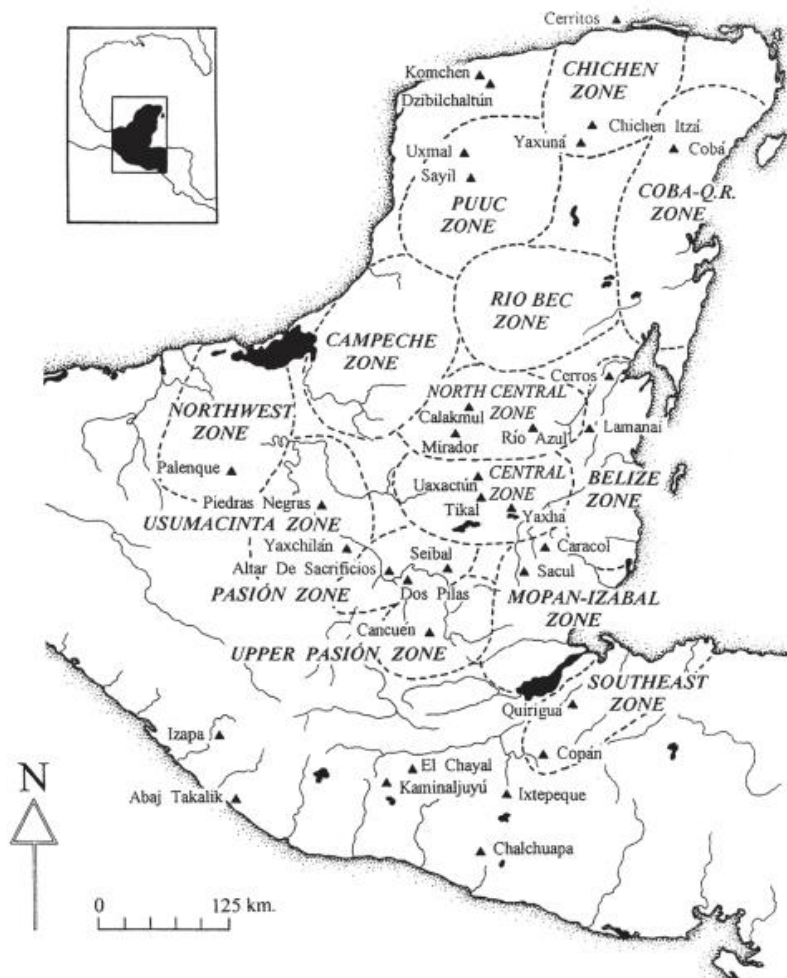 Cerritos
Komchen
Dzibilchaltún
CHICHEN
ZONE
Chichen Itzá
Yaxuná
Cobá
Uxmal
Sayil
PUUC
ZONE
COBA-Q.R.
ZONE
RIO BEC
ZONE
CAMPECHE
ZONE
Cerros
NORTH CENTRAL
ZONE
Calakmul
Mirador
Río Azul
Lamanai
NORTHWEST
ZONE
Palenque
Uaxactún
CENTRAL
ZONE
Tikal
Yaxha
BELIZE
ZONE
Piedras Negras
USUMACINTA ZONE
Yaxchilán
Seibal
Caracol
Altar De Sacrificios
Dos Pilas
Sacul
PASIÓN ZONE
MOPAN-IZABAL
ZONE
Cancuen
UPPER PASIÓN ZONE
SOUTHEAST
ZONE
Quirigua
Izapa
Copán
El Chayal
Kaminaljuyú
Ixtepeque
Abaj Takalik
Chalchuapa
N
0 125 km.